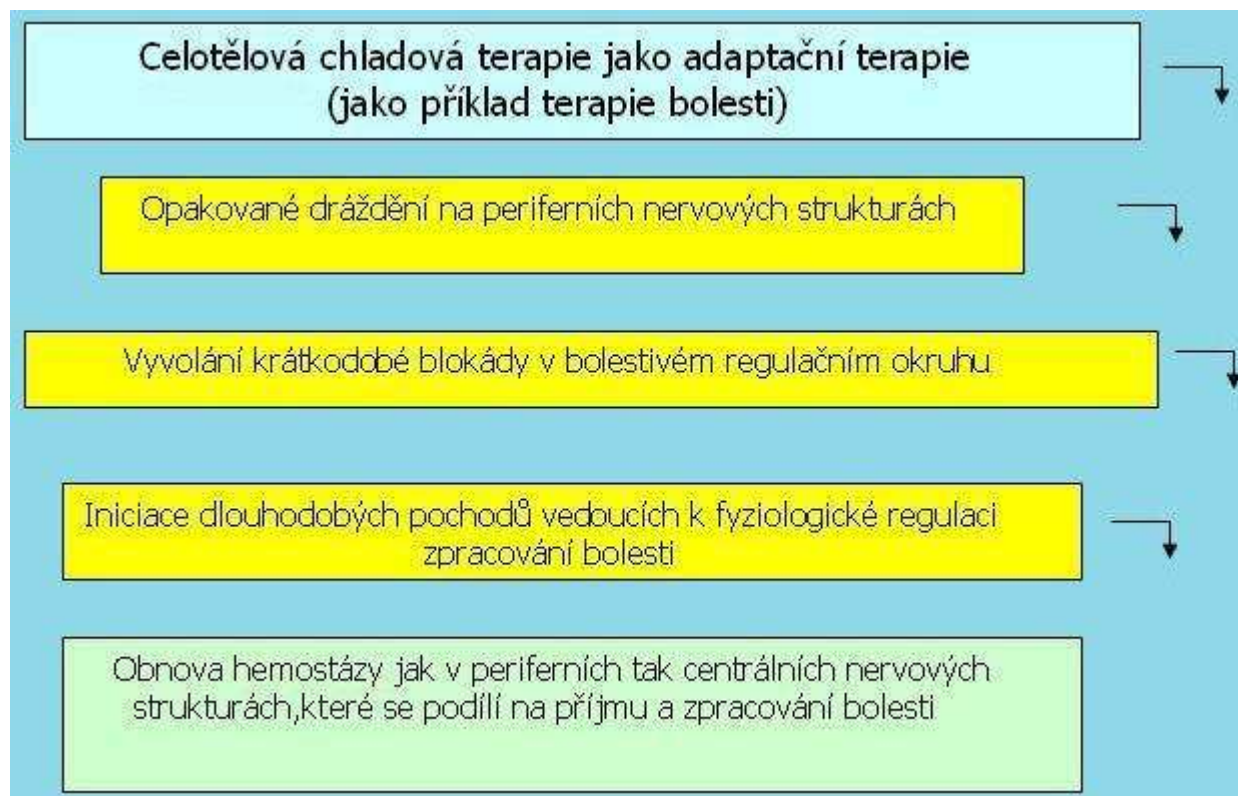 Celotělová chladová terapie jako adaptační terapie
(jako příklad terapie bolesti)
Opakované dráždění na periferních nervových strukturách
Vyvolání krátkodobé blokády v bolestivém regulačním okruhu
Iniciace dlouhodobých pochodů vedoucích k fyziologické regulaci
zpracování bolesti
Obnova hemostázy jak v periferních tak centrálních nervových
strukturách,které se podílí na příjmu a zpracování bolesti